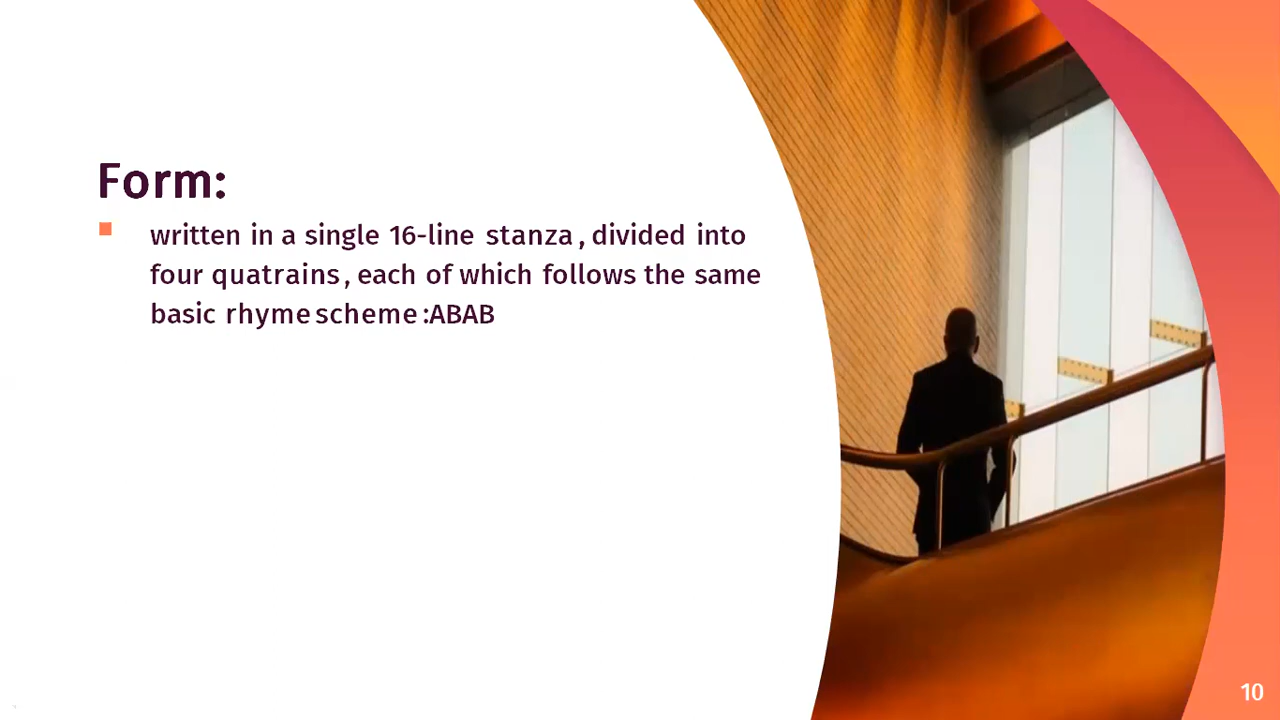 Form:
written in a single 16-line stanza, divided into
four quatrains, each of which follows the same
basic rhyme scheme :ABAB
10